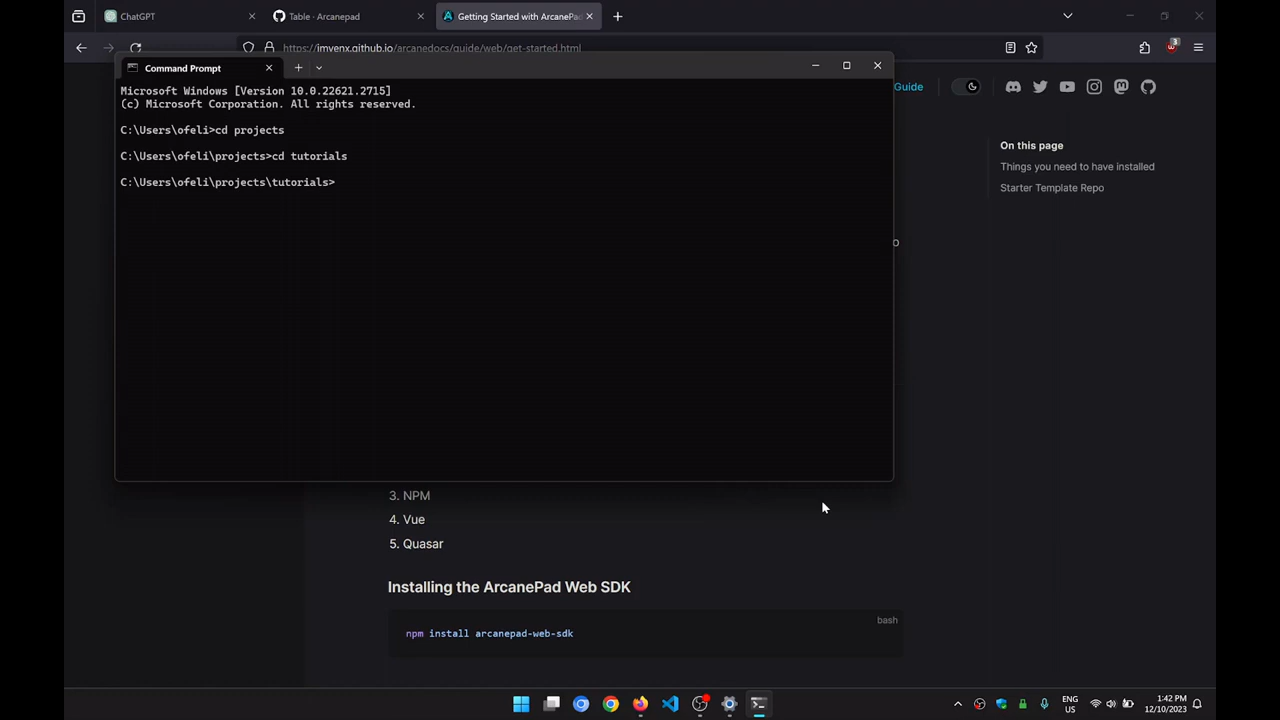 ChatGPT
Table · Arcanepad
Getting Started with ArcanePad
https://imvenx.github.io/arcanedocs/guide/web/get-started.html
3
Command Prompt
Microsoft Windows [Version 10.0.22621.2715]
(c) Microsoft Corporation. All rights reserved.
C:\Users\ofeli>cd projects
C:\Users\ofeli\projects>cd tutorials
C:\Users\ofeli\projects\tutorials>
Guide
On this page
Things you need to have installed
Starter Template Repo
o
3. NPM
4. Vue
5. Quasar
Installing the ArcanePad Web SDK
bash
npm install arcanepad-web-sdk
ENG
US
1:42 PM
12/10/2023